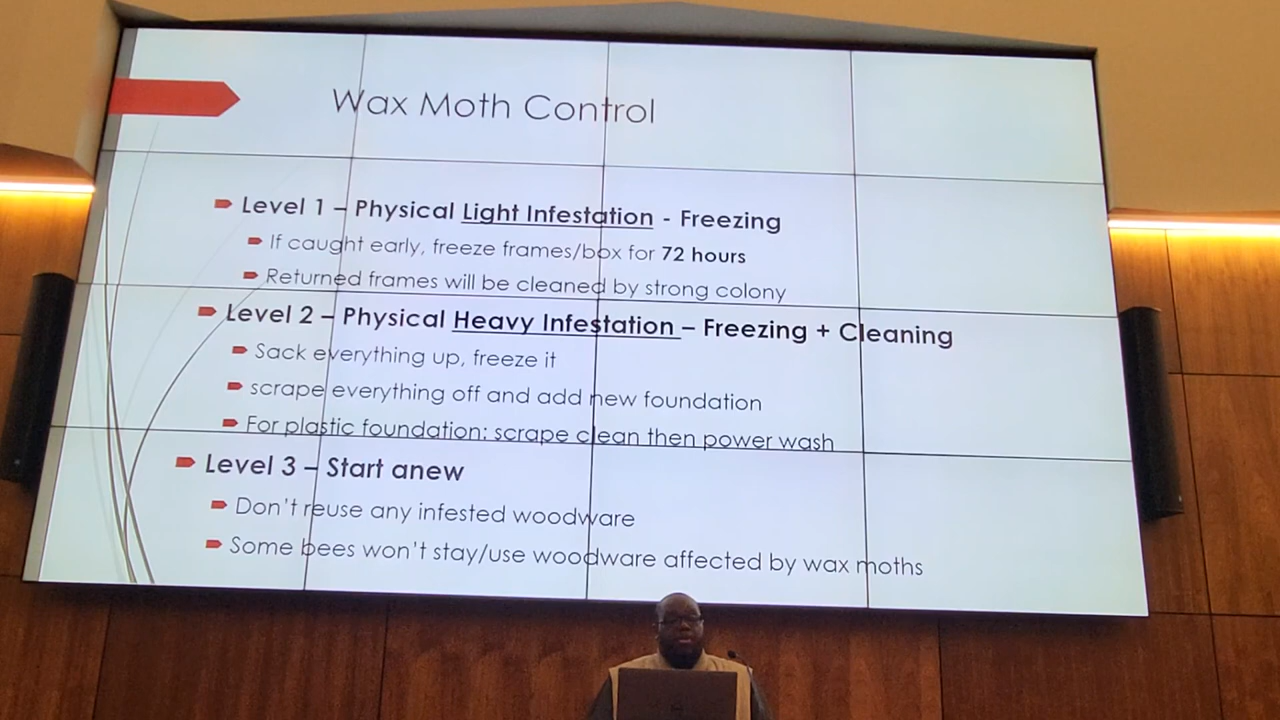 Wax Moth Control
Level 1 – Physical Light Infestation - Freezing
If caught early, freeze frames/box for 72 hours
Returned frames will be cleaned by strong colony
Level 2 – Physical Heavy Infestation – Freezing + Cleaning
Sack everything up, freeze it
scrape everything off and add new foundation
For plastic foundation: scrape clean then power wash
Level 3 – Start anew
Don't reuse any infested woodware
Some bees won't stay/use woodware affected by wax moths